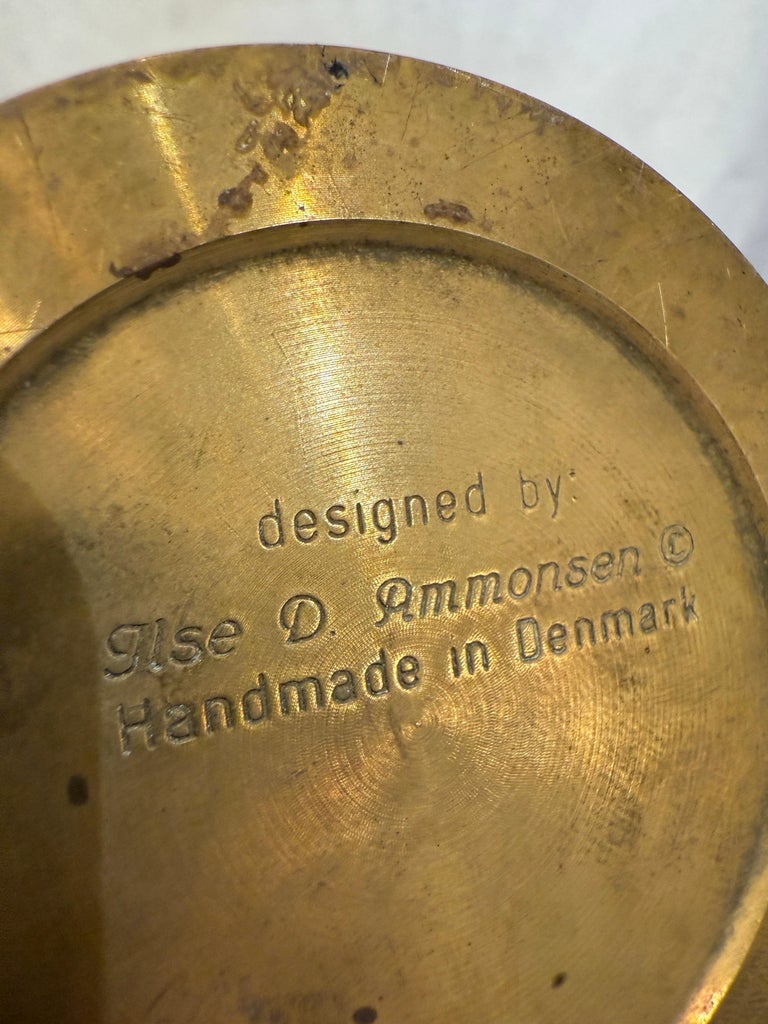 designed by:
Ilse D. Ammonsen ©
Handmade in Denmark